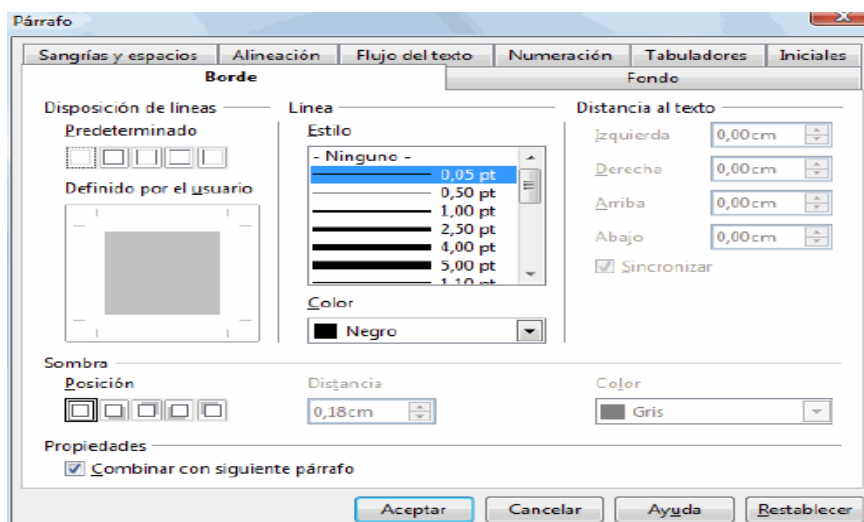 Párrafo
Sangrías y espacios Alineación Flujo del texto Numeración Tabuladores Iniciales
Borde Fondo
Disposición de líneas Línea Distancia al texto
Predeterminado Estilo Izquierda 0,00cm
- Ninguno -
0,05 pt Derecha 0,00cm
Definido por el usuario 0,50 pt
1,00 pt Arriba 0,00cm
2,50 pt
4,00 pt Abajo 0,00cm
5,00 pt Sincronizar
1,10 pt
Color
Negro
Sombra
Posición Distancia Color
0,18cm Gris
Propiedades
Combinar con siguiente párrafo
Aceptar Cancelar Ayuda Restablecer